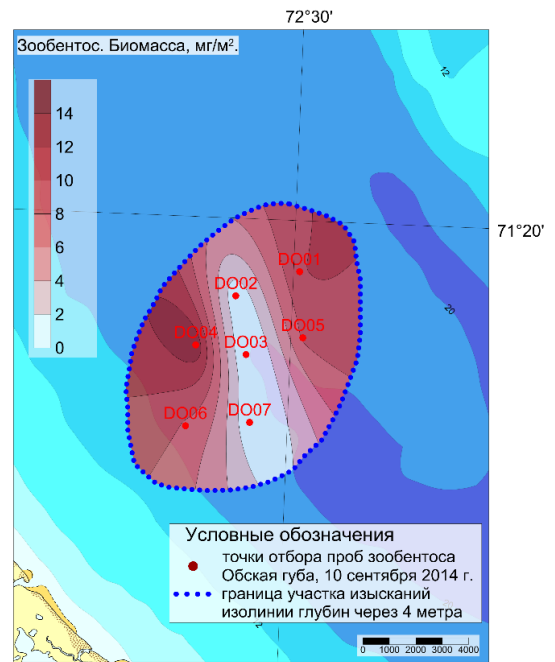 72°30'
Зообентос. Биомасса, мг/м².
12
14
12
10
8
6
4
2
0
71°20'
20
DO01
DO02
DO05
DO04
DO03
DO06
DO07
Условные обозначения
точки отбора проб зообентоса
Обская губа, 10 сентября 2014 г.
граница участка изысканий
изолинии глубин через 4 метра
0 1000 2000 3000 4000